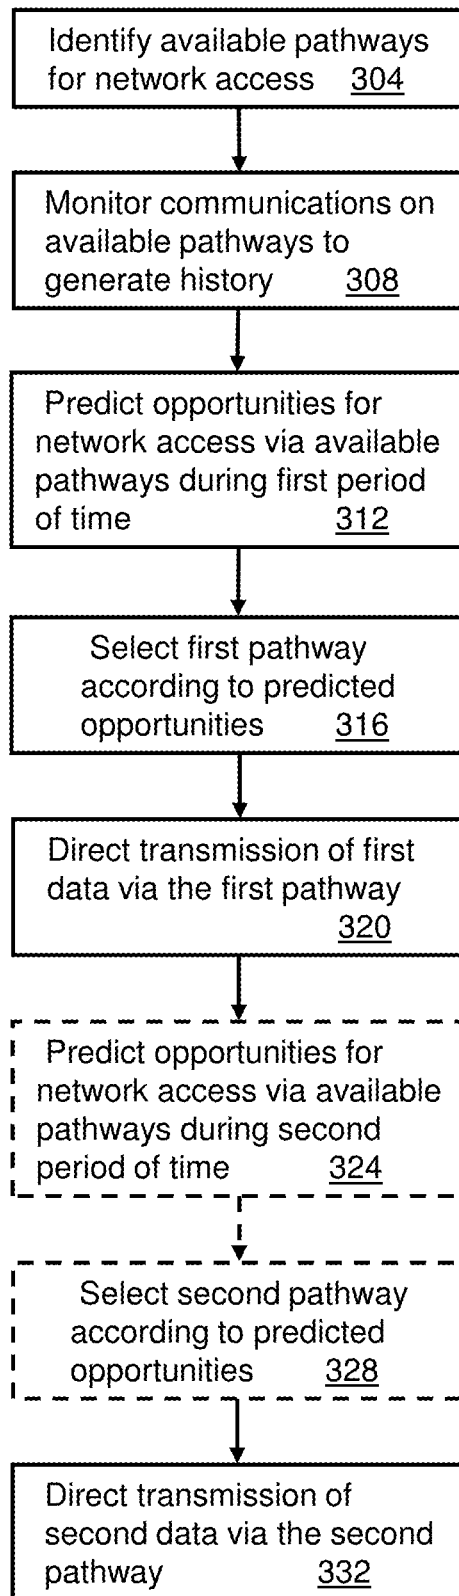 Identify available pathways
for network access 304
Monitor communications on
available pathways to
generate history 308
Predict opportunities for
network access via available
pathways during first period
of time 312
Select first pathway
according to predicted
opportunities 316
Direct transmission of first
data via the first pathway
320
Predict opportunities for
network access via available
pathways during second
period of time 324
Select second pathway
according to predicted
opportunities 328
Direct transmission of
second data via the second
pathway 332